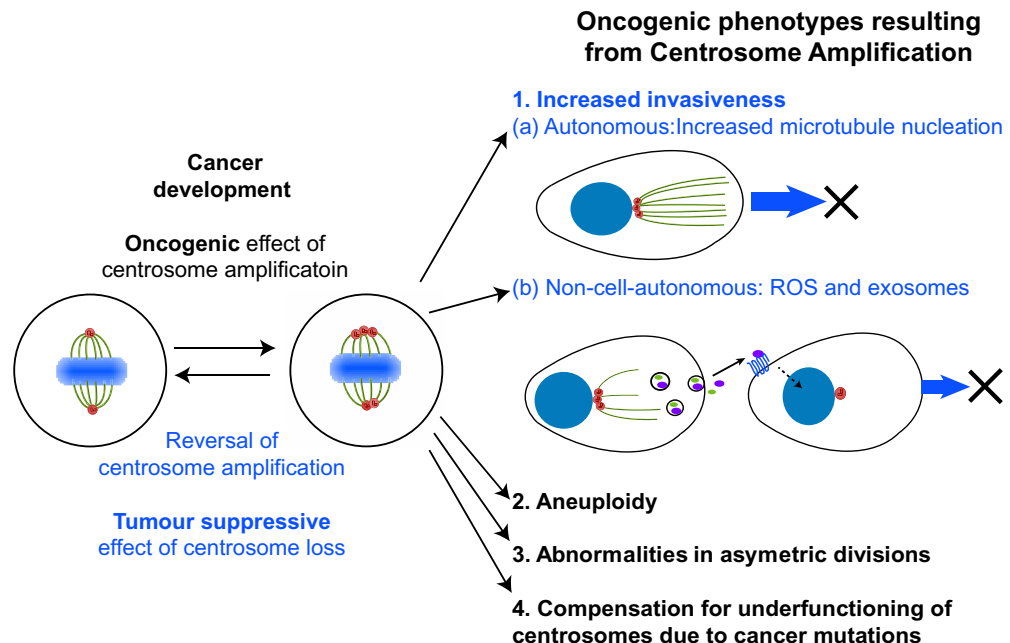 Oncogenic phenotypes resulting
from Centrosome Amplification
1. Increased invasiveness
(a) Autonomous:Increased microtubule nucleation
Cancer
development
Oncogenic effect of
centrosome amplificatoin
(b) Non-cell-autonomous: ROS and exosomes
Reversal of
centrosome amplification
Tumour suppressive
effect of centrosome loss
2. Aneuploidy
3. Abnormalities in asymetric divisions
4. Compensation for underfunctioning of
centrosomes due to cancer mutations